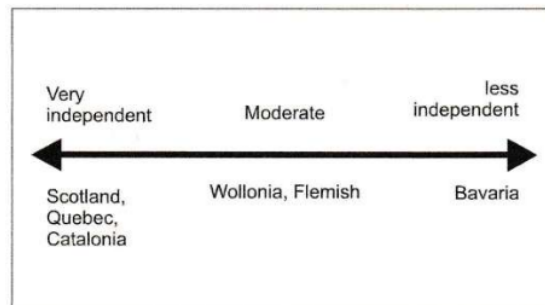 Very
independent
Moderate
less
independent
Scotland,
Quebec,
Catalonia
Wollonia, Flemish
Bavaria